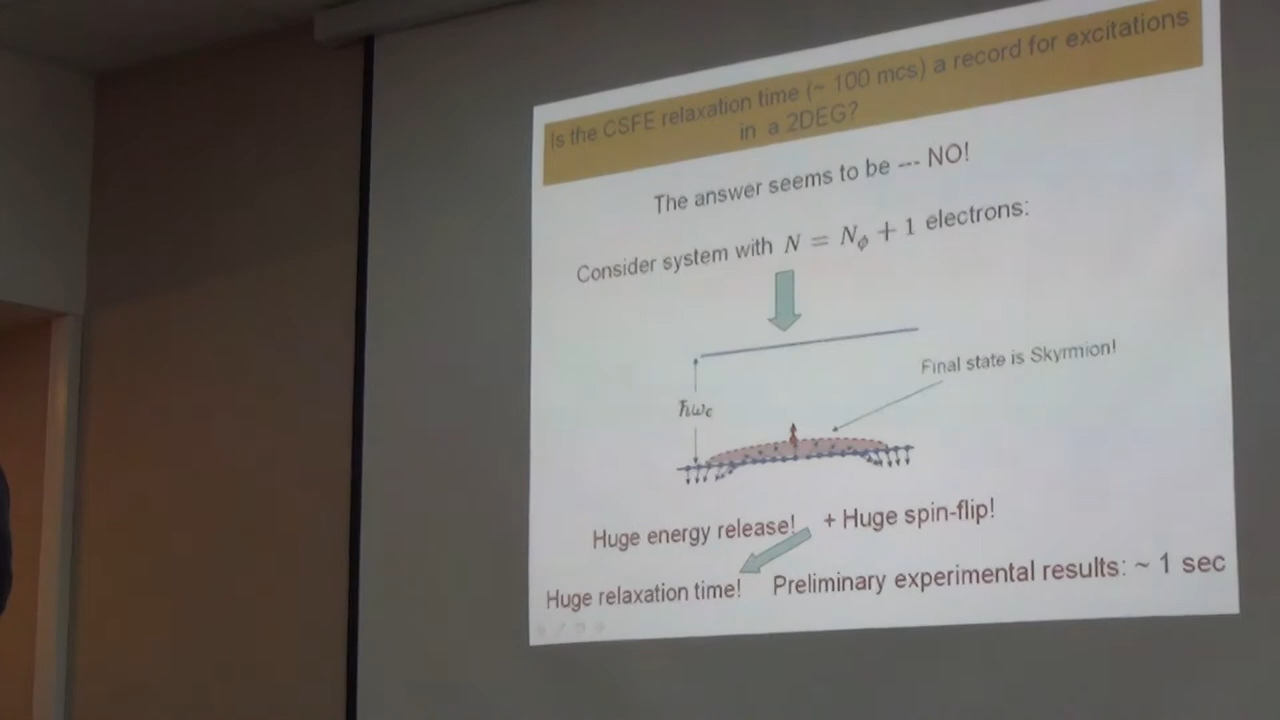 Is the CSFE relaxation time (~ 100 mcs) a record for excitations
in a 2DEG?
The answer seems to be --- NO!
Consider system with N = Nϕ + 1 electrons:
Final state is Skyrmion!
ħωc
Huge energy release! + Huge spin-flip!
Huge relaxation time! Preliminary experimental results: ~ 1 sec